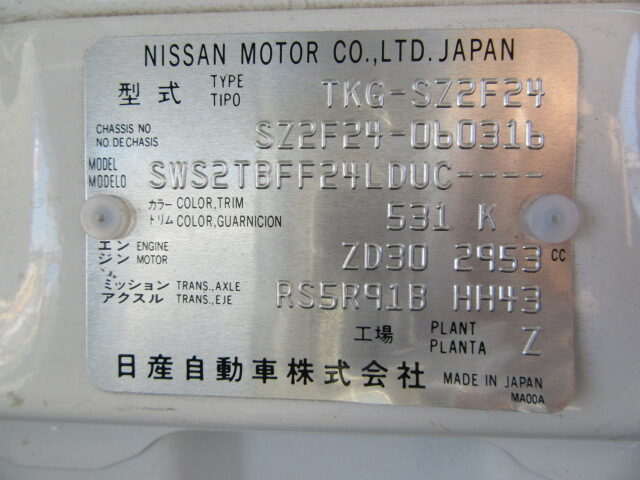 NISSAN MOTOR CO.,LTD. JAPAN
型式 TYPE TIPO TKG-SZ2F24
CHASSIS NO NO. DE CHASIS SZ2F24-060316
MODEL MODELO SWS2TBFF24LDUC----
カラー COLOR,TRIM トリム COLOR,GUARNICION 531 K
エンジン ENGINE MOTOR ZD30 2953 CC
ミッション TRANS.,AXLE アクスル TRANS.,EJE RS5R91B HH43
工場 PLANT PLANTA Z
日産自動車株式会社 MADE IN JAPAN
MA00A